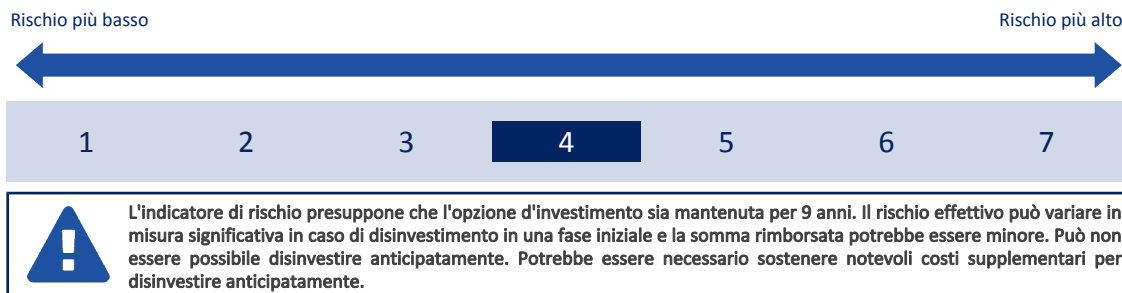 Rischio più basso
Rischio più alto
1 2 3 4 5 6 7
L'indicatore di rischio presuppone che l'opzione d'investimento sia mantenuta per 9 anni. Il rischio effettivo può variare in
misura significativa in caso di disinvestimento in una fase iniziale e la somma rimborsata potrebbe essere minore. Può non
essere possibile disinvestire anticipatamente. Potrebbe essere necessario sostenere notevoli costi supplementari per
disinvestire anticipatamente.